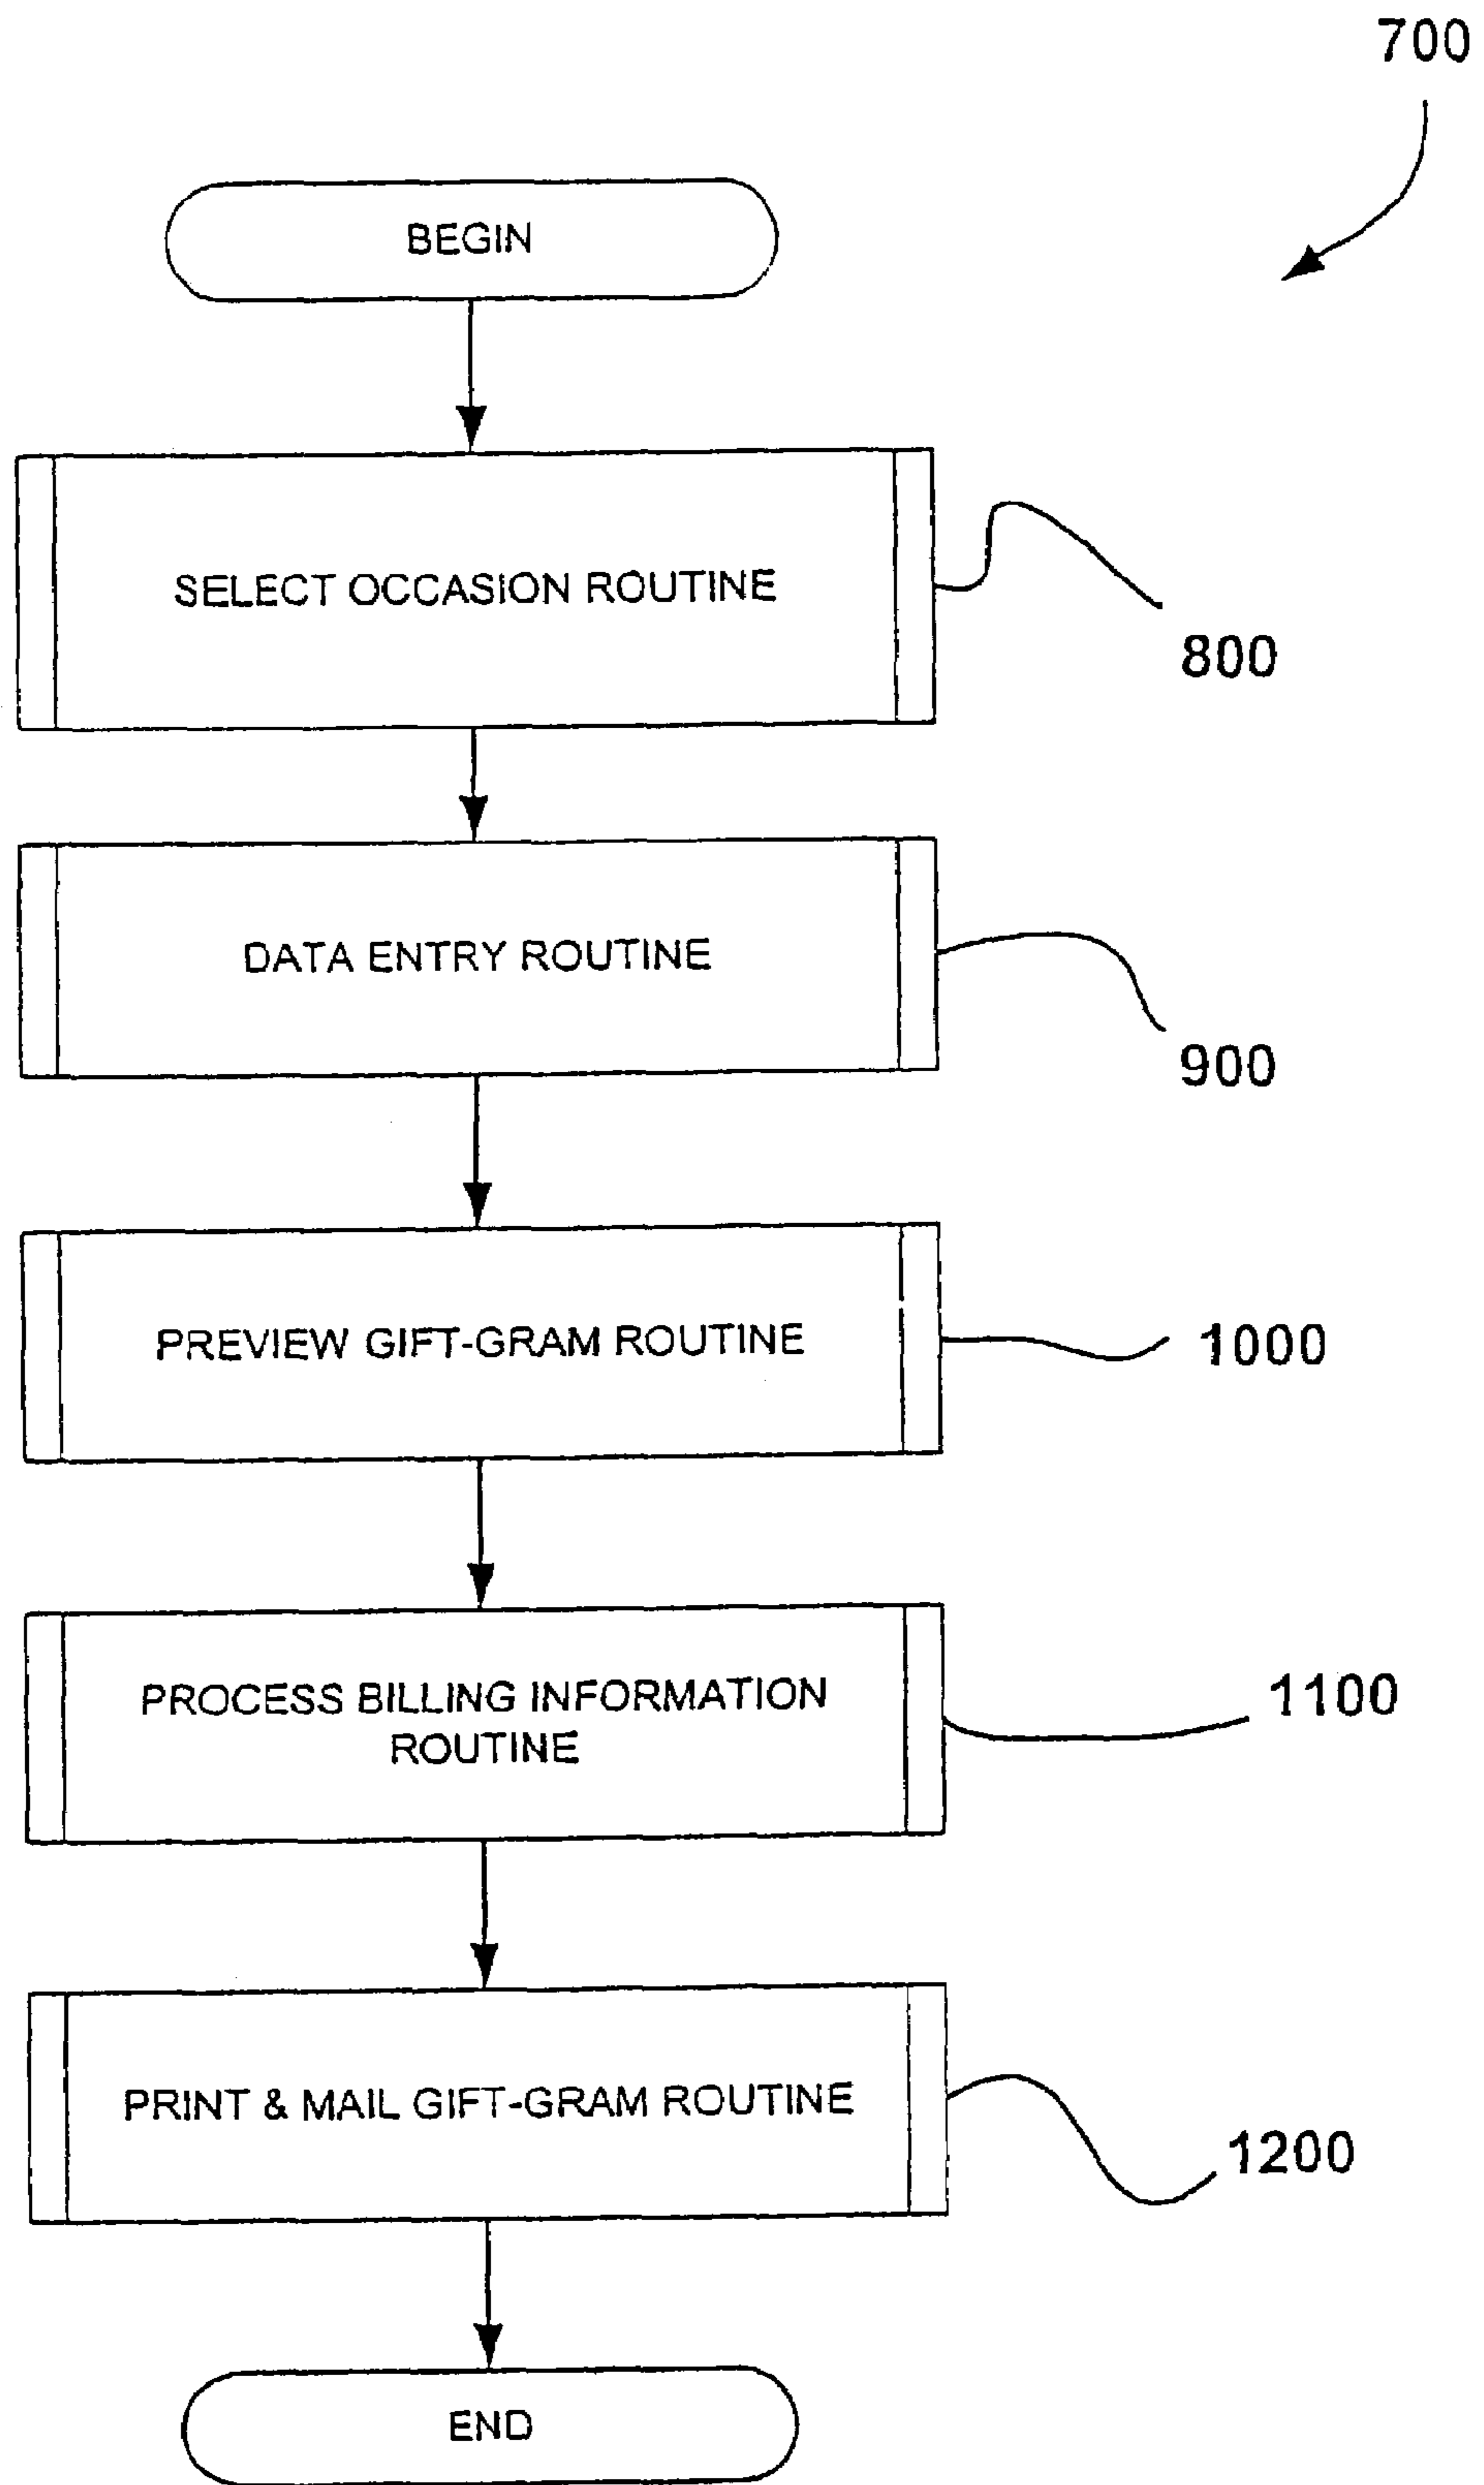 700
BEGIN
SELECT OCCASION ROUTINE
800
DATA ENTRY ROUTINE
900
PREVIEW GIFT-GRAM ROUTINE
1000
PROCESS BILLING INFORMATION
ROUTINE
1100
PRINT & MAIL GIFT-GRAM ROUTINE
1200
END